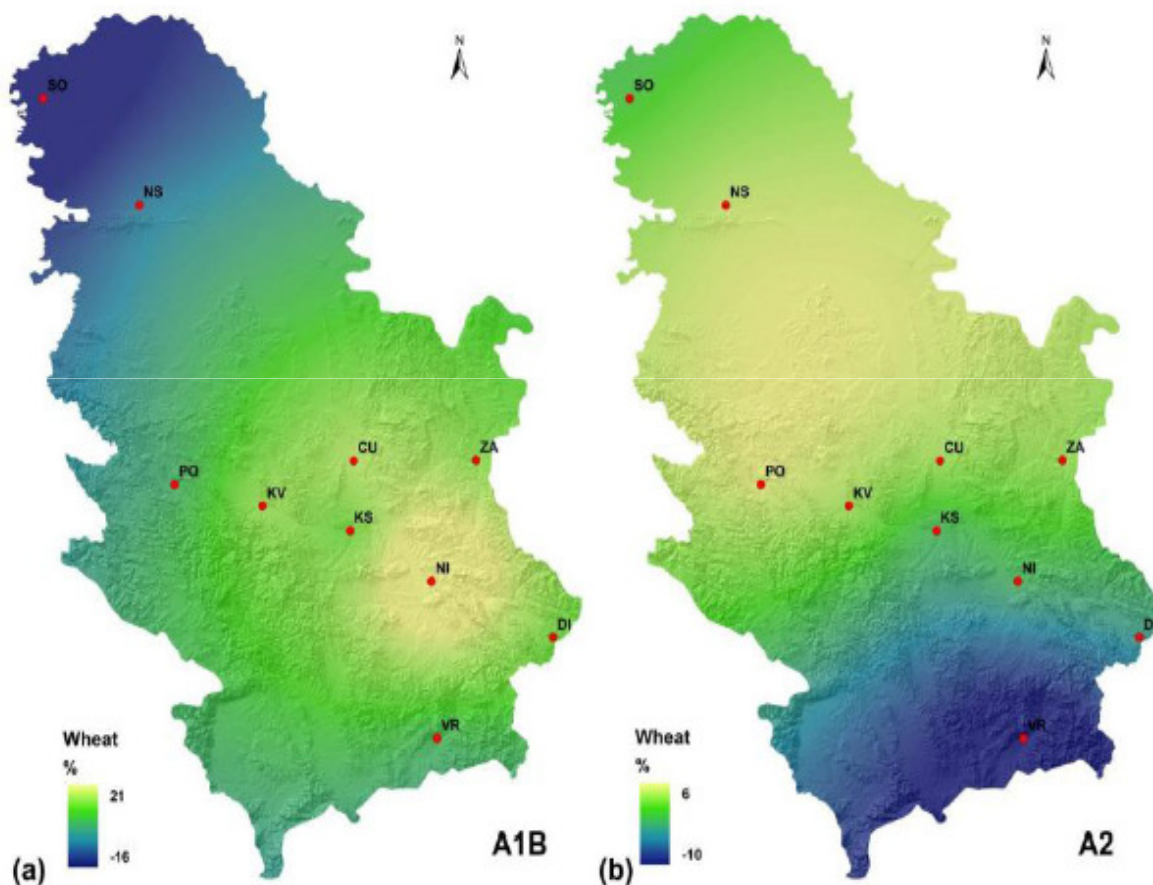 N
SO
NS
CU
ZA
PO
KV
KS
NI
DI
VR
Wheat
%
21
-16
A1B
(a)
N
SO
NS
CU
ZA
PO
KV
KS
NI
D
VR
Wheat
%
6
-10
A2
(b)